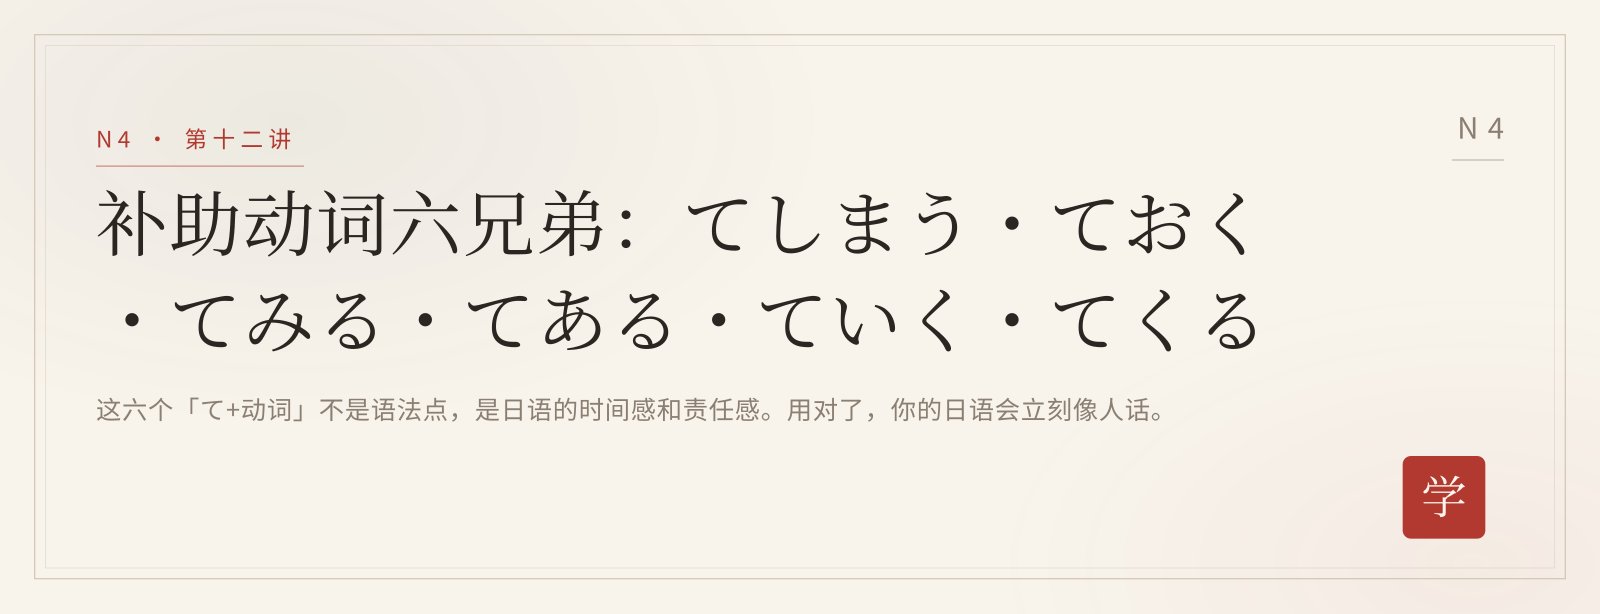 N4 · 第十二讲
N4
补助动词六兄弟：てしまう・ておく
・てみる・てある・ていく・てくる
这六个「て+动词」不是语法点，是日语的时间感和责任感。用对了，你的日语会立刻像人话。
学